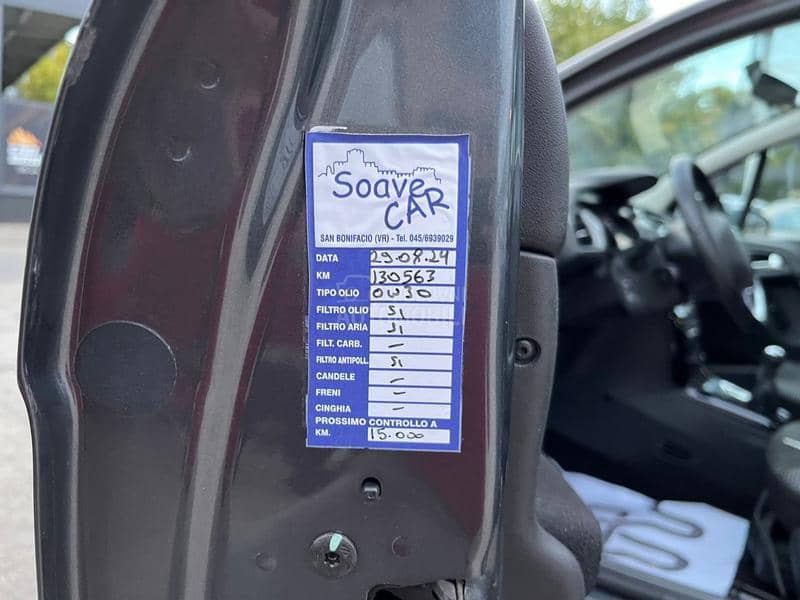 Soave
CAR
SAN BONIFACIO (VR) - Tel. 045/6939029
DATA 29.08.24
KM 130563
TIPO OLIO 0W30
FILTRO OLIO SI
FILTRO ARIA SI
FILT. CARB. –
FILTRO ANTIPOLL. SI
CANDELE –
FRENI –
CINGHIA –
PROSSIMO CONTROLLO A
KM. 15.000